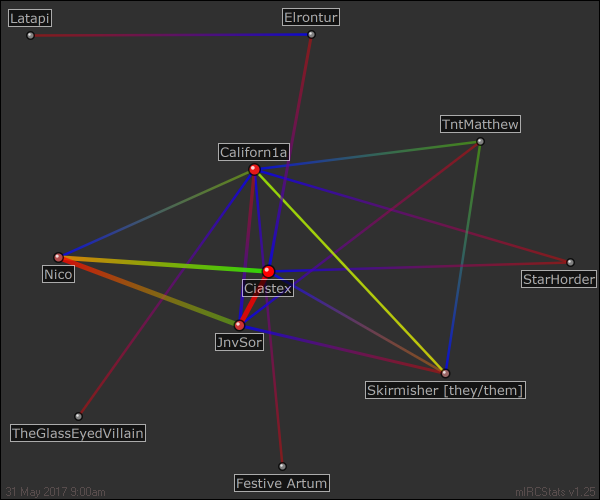 Latapi
Elrontur
TntMatthew
Californ1a
Nico
Ciastex
StarHorder
JnvSor
Skirmisher [they/them]
TheGlassEyedVillain
Festive Artum
31 May 2017 9:00am
mIRCStats v1.25